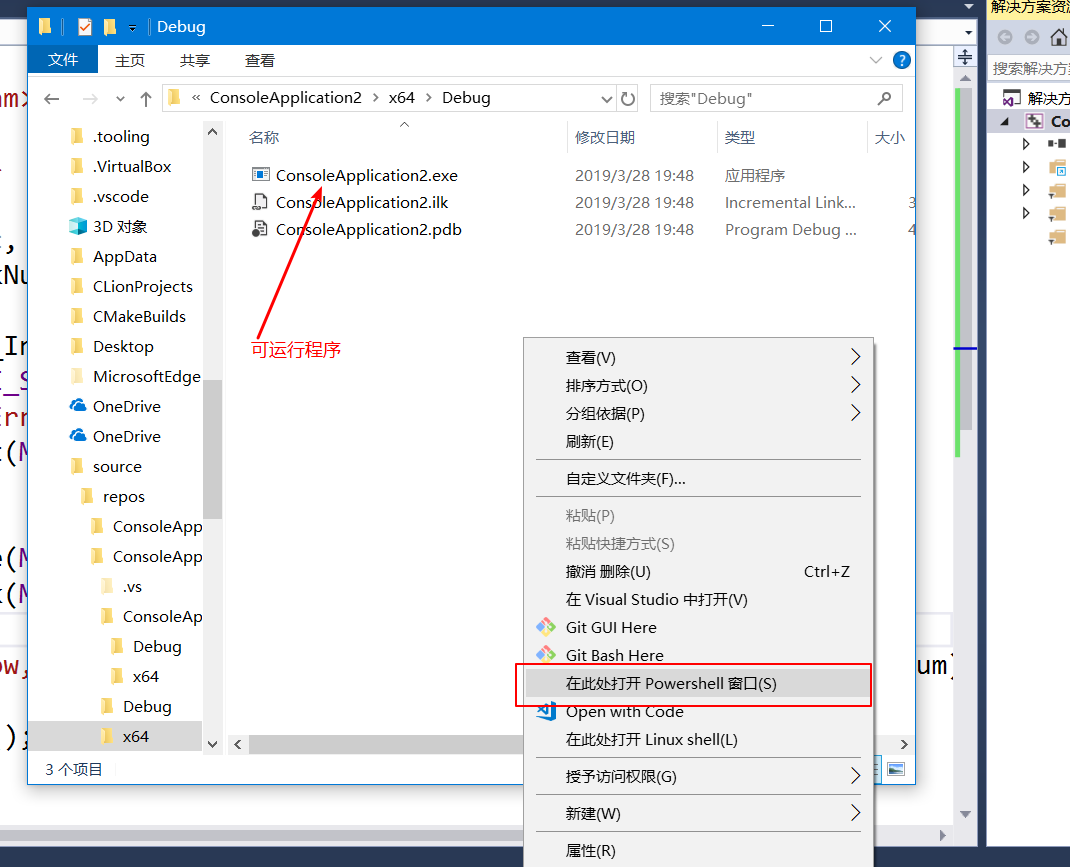 Debug
文件 主页 共享 查看
« ConsoleApplication2 › x64 › Debug
搜索"Debug"
名称 修改日期 类型 大小
ConsoleApplication2.exe 2019/3/28 19:48 应用程序
ConsoleApplication2.ilk 2019/3/28 19:48 Incremental Link... 3
ConsoleApplication2.pdb 2019/3/28 19:48 Program Debug ... 4
可运行程序
.tooling
.VirtualBox
.vscode
3D 对象
AppData
CLionProjects
CMakeBuilds
Desktop
MicrosoftEdge
OneDrive
OneDrive
source
repos
ConsoleApp
ConsoleApp
.vs
ConsoleAp
Debug
x64
Debug
x64
3 个项目
查看(V)
排序方式(O)
分组依据(P)
刷新(E)
自定义文件夹(F)...
粘贴(P)
粘贴快捷方式(S)
撤消 删除(U) Ctrl+Z
在 Visual Studio 中打开(V)
Git GUI Here
Git Bash Here
在此处打开 Powershell 窗口(S)
Open with Code
在此处打开 Linux shell(L)
授予访问权限(G)
新建(W)
属性(R)
解决方案资源
搜索解决方
解决方
Co